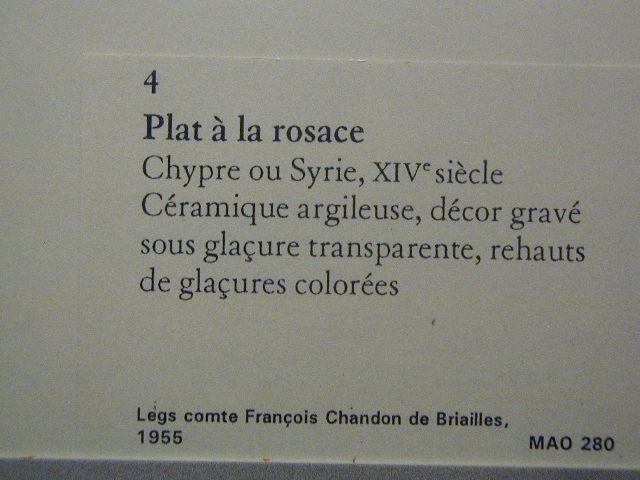 4
Plat à la rosace
Chypre ou Syrie, XIVe siècle
Céramique argileuse, décor gravé
sous glaçure transparente, rehauts
de glaçures colorées
Legs comte François Chandon de Briailles,
1955
MAO 280